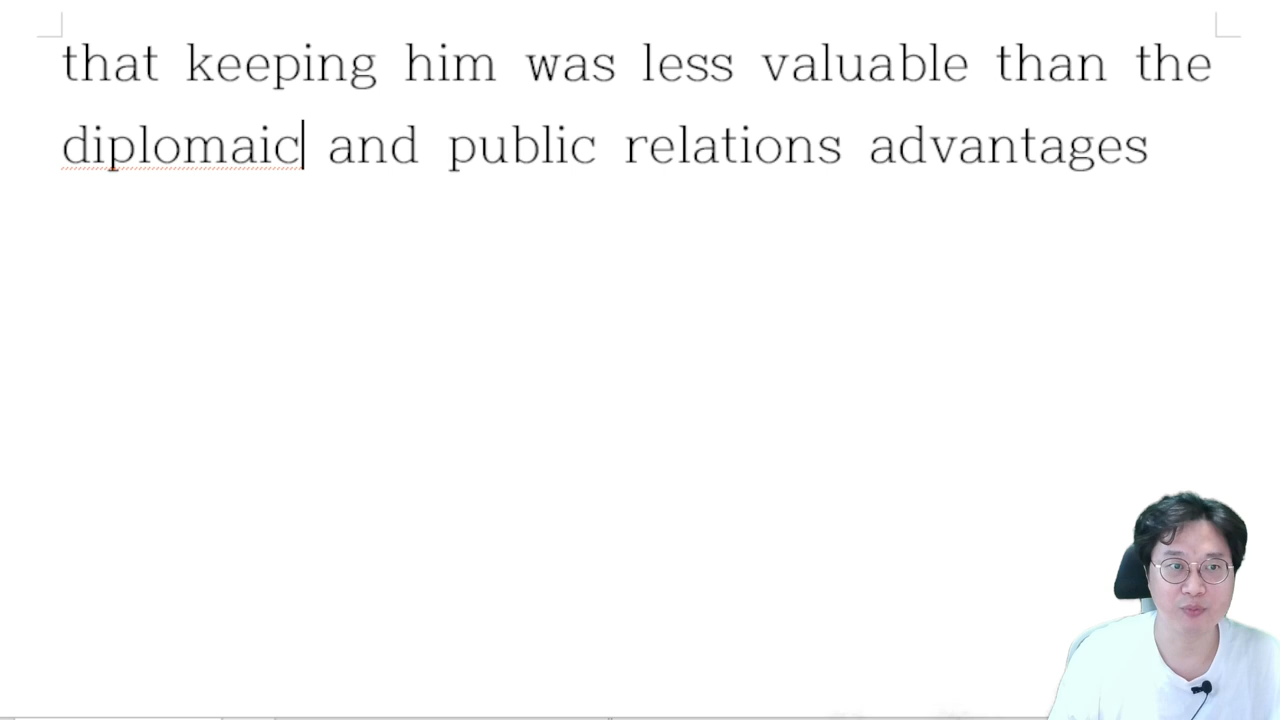 that keeping him was less valuable than the
diplomaic and public relations advantages